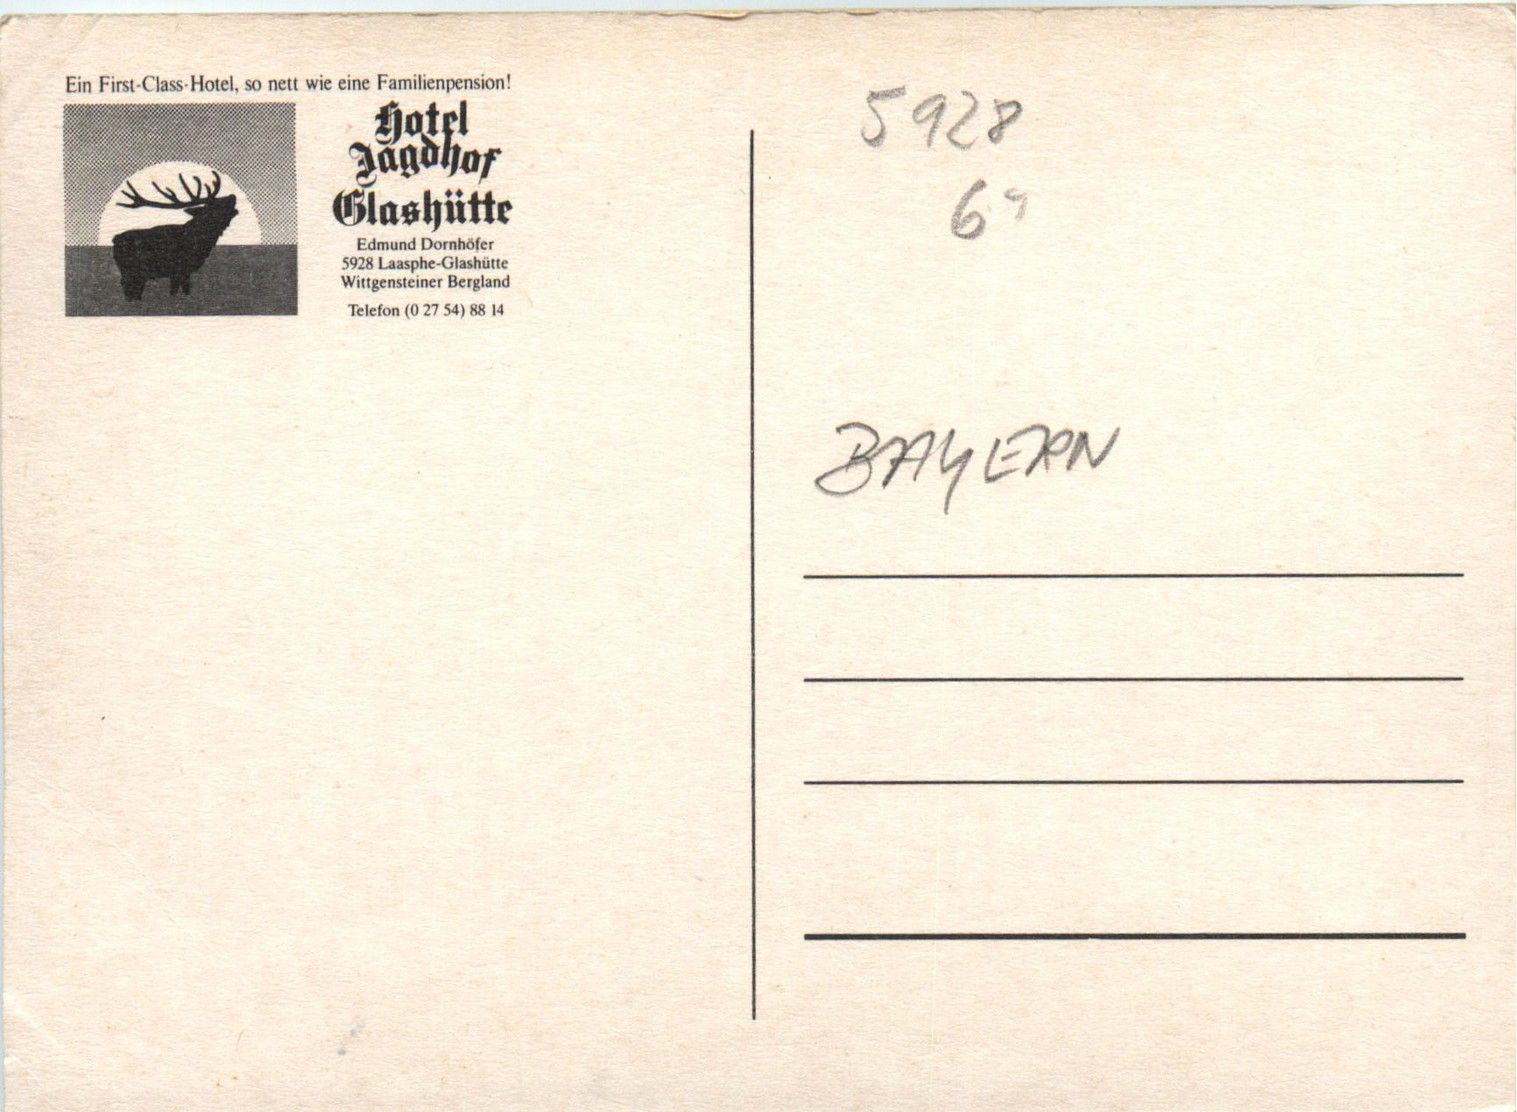 Ein First-Class-Hotel, so nett wie eine Familienpension!
Hotel
Jagdhof
Glashütte
Edmund Dornhöfer
5928 Laasphe-Glashütte
Wittgensteiner Bergland
Telefon (0 27 54) 88 14
5928
BAYERN